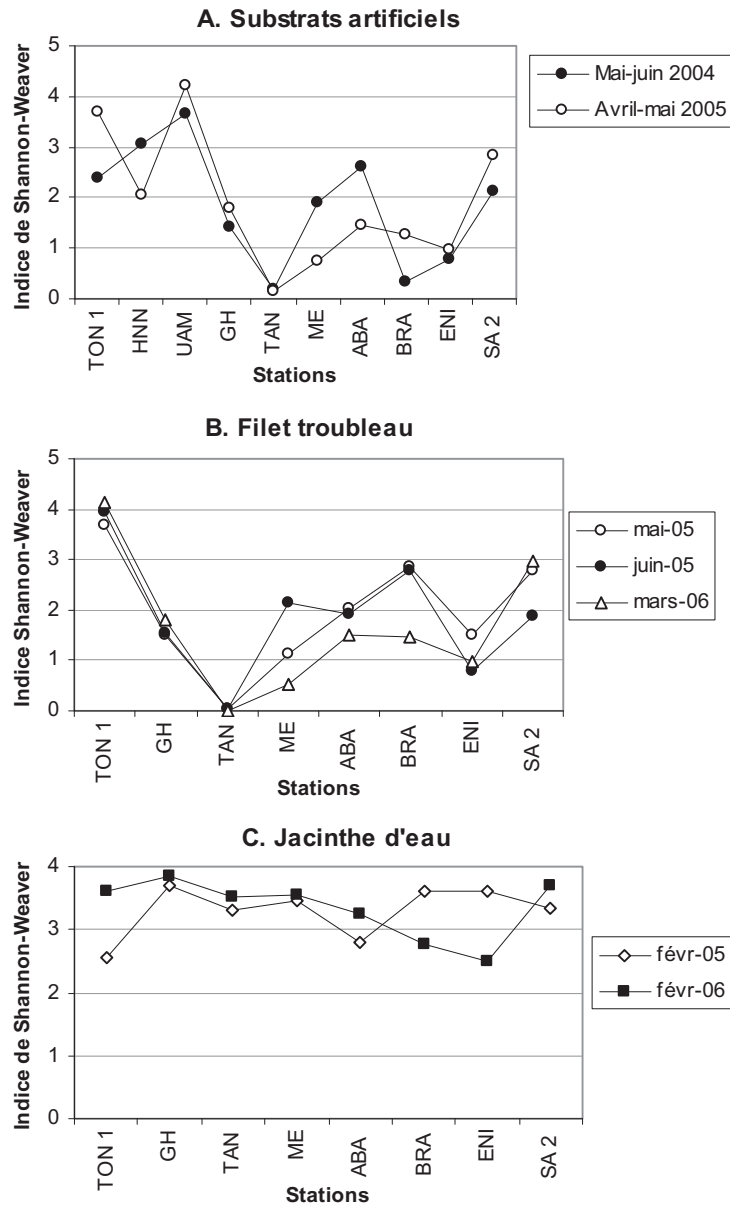 A. Substrats artificiels
Indice de Shannon-Weaver
5
4
3
2
1
0
TON 1
HNN
UAM
GH
TAN
ME
ABA
BRA
ENI
SA 2
Stations
Mai-juin 2004
Avril-mai 2005
B. Filet troubleau
Indice Shannon-Weaver
5
4
3
2
1
0
TON 1
GH
TAN
ME
ABA
BRA
ENI
SA 2
Stations
mai-05
juin-05
mars-06
C. Jacinthe d'eau
Indice de Shannon-Weaver
4
3
2
1
0
TON 1
GH
TAN
ME
ABA
BRA
ENI
SA 2
Stations
févr-05
févr-06